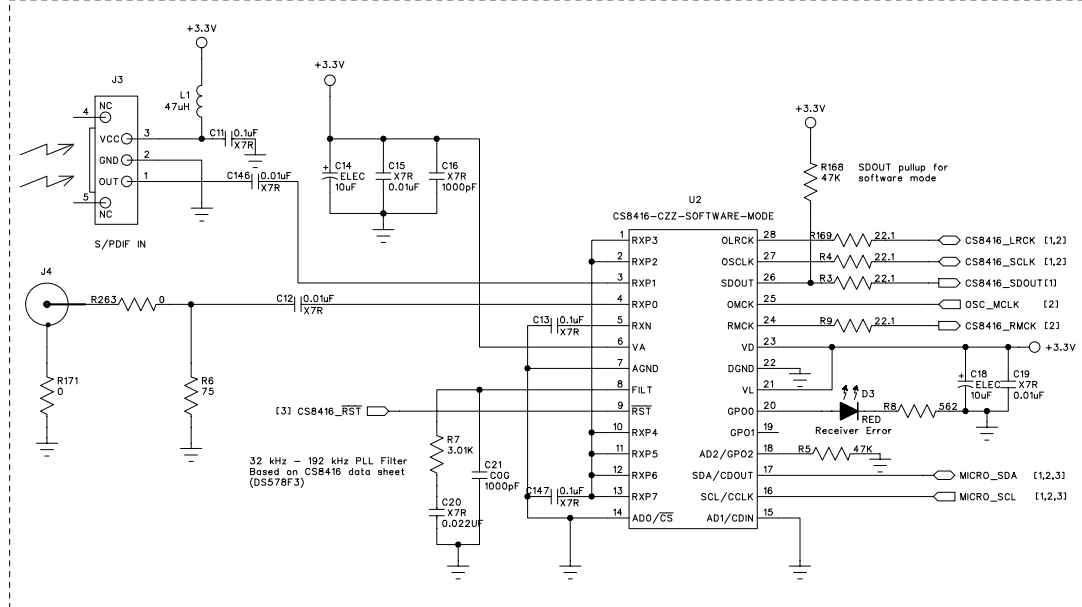 +3.3V
J3
NC
4
VCC
3
GND
2
OUT
1
5
NC
S/PDIF IN
L1
47uH
C11
0.1uF
X7R
C146
0.01uF
X7R
+3.3V
C14
ELEC
10uF
C15
X7R
0.01uF
C16
X7R
1000pF
J4
R263
0
R171
0
R6
75
C12
0.01uF
X7R
C13
0.1uF
X7R
[3] CS8416_RST
R7
3.01K
C20
X7R
0.022UF
C21
COG
1000pF
32 kHz – 192 kHz PLL Filter
Based on CS8416 data sheet
(DS578F3)
C147
0.1uF
X7R
U2
CS8416-CZZ-SOFTWARE-MODE
1 RXP3
2 RXP2
3 RXP1
4 RXP0
5 RXN
6 VA
7 AGND
8 FILT
9 RST
10 RXP4
11 RXP5
12 RXP6
13 RXP7
14 AD0/CS
OLRCK 28
OSCLK 27
SDOUT 26
OMCK 25
RMCK 24
VD 23
DGND 22
VL 21
GPO0 20
GPO1 19
AD2/GPO2 18
SDA/CDOUT 17
SCL/CCLK 16
AD1/CDIN 15
+3.3V
R168
47K
SDOUT pullup for
software mode
R169 22.1 CS8416_LRCK [1,2]
R4 22.1 CS8416_SCLK [1,2]
R3 22.1 CS8416_SDOUT[1]
OSC_MCLK [2]
R9 22.1 CS8416_RMCK [2]
+3.3V
C18
ELEC
10uF
C19
X7R
0.01uF
D3
RED
Receiver Error
R8 562
R5 47K
MICRO_SDA [1,2,3]
MICRO_SCL [1,2,3]